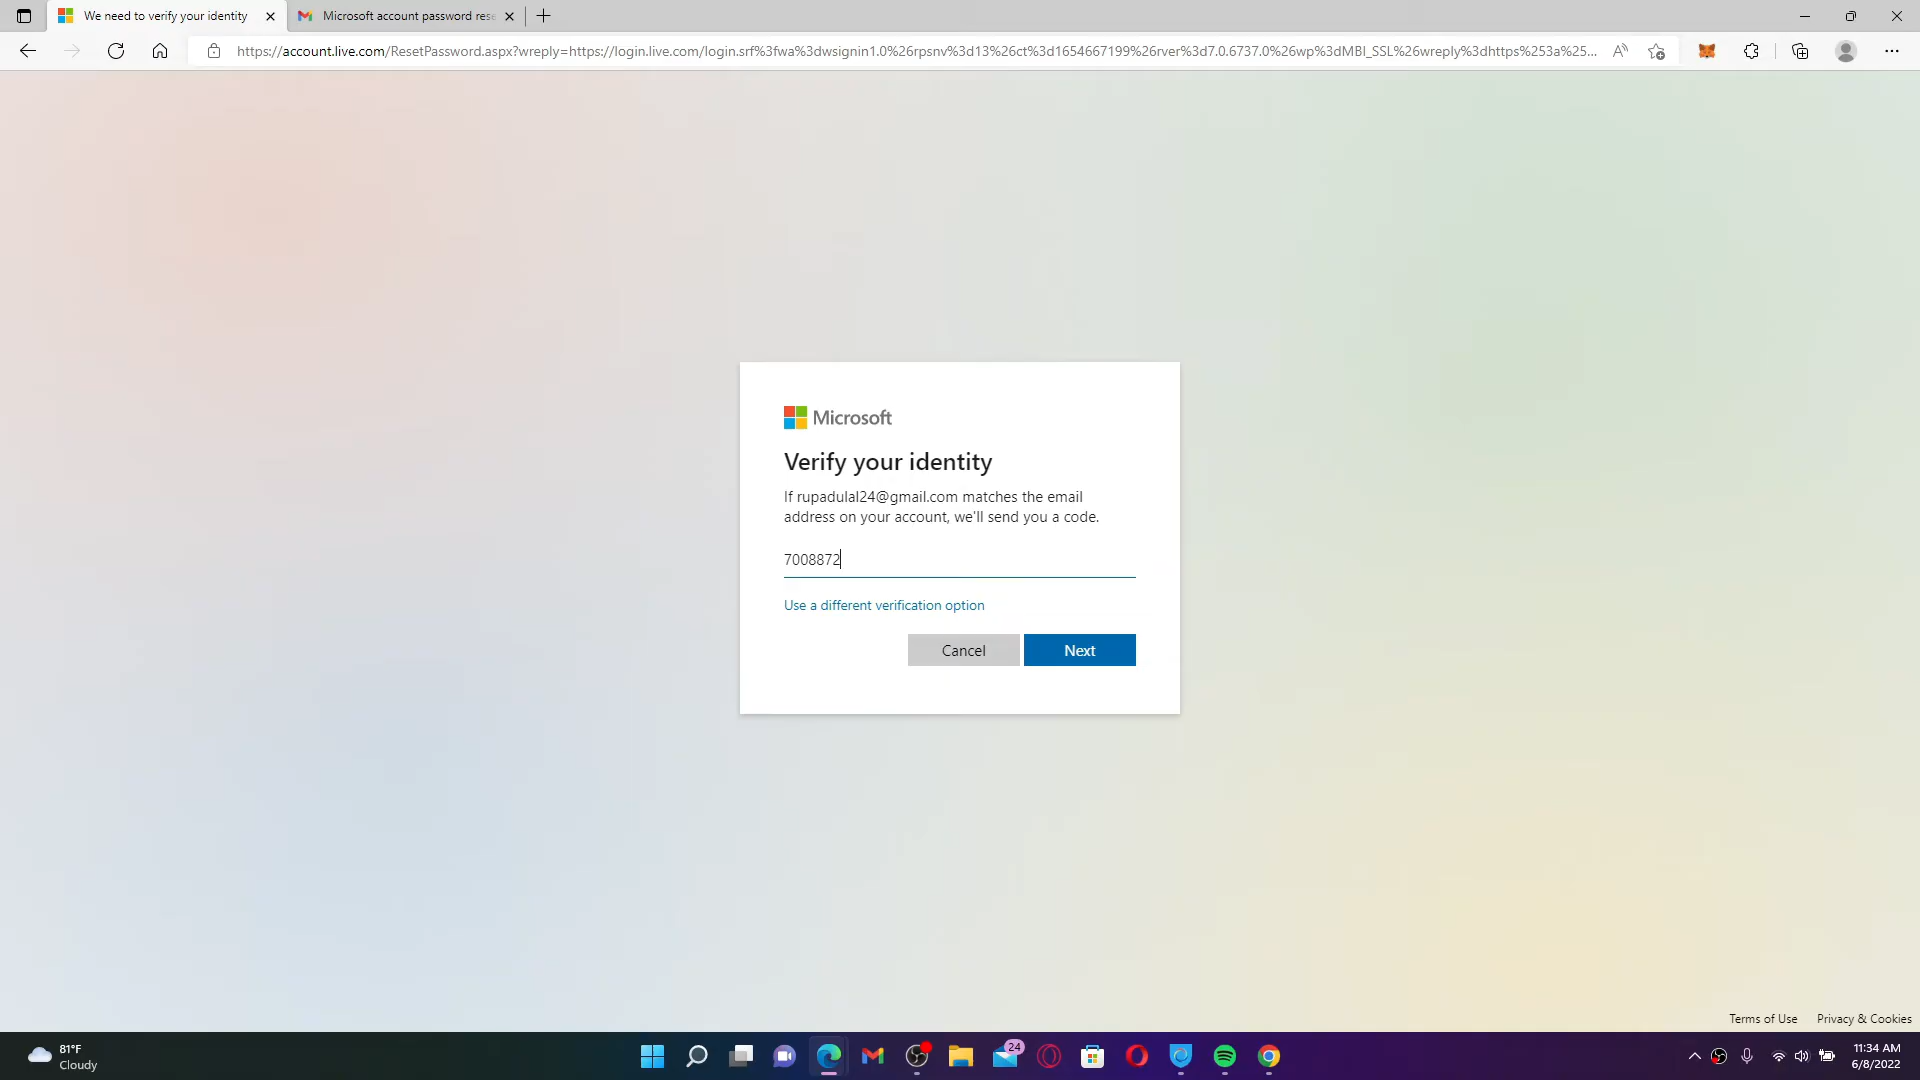 We need to verify your identity
Microsoft account password rese
https://account.live.com/ResetPassword.aspx?wreply=https://login.live.com/login.srf%3fwa%3dwsignin1.0%26rpsnv%3d13%26ct%3d1654667199%26rver%3d7.0.6737.0%26wp%3dMBI_SSL%26wreply%3dhttps%253a%25...
Microsoft
Verify your identity
If rupadulal24@gmail.com matches the email
address on your account, we'll send you a code.
7008872
Use a different verification option
Cancel
Next
Terms of Use
Privacy & Cookies
81°F
Cloudy
24
11:34 AM
6/8/2022